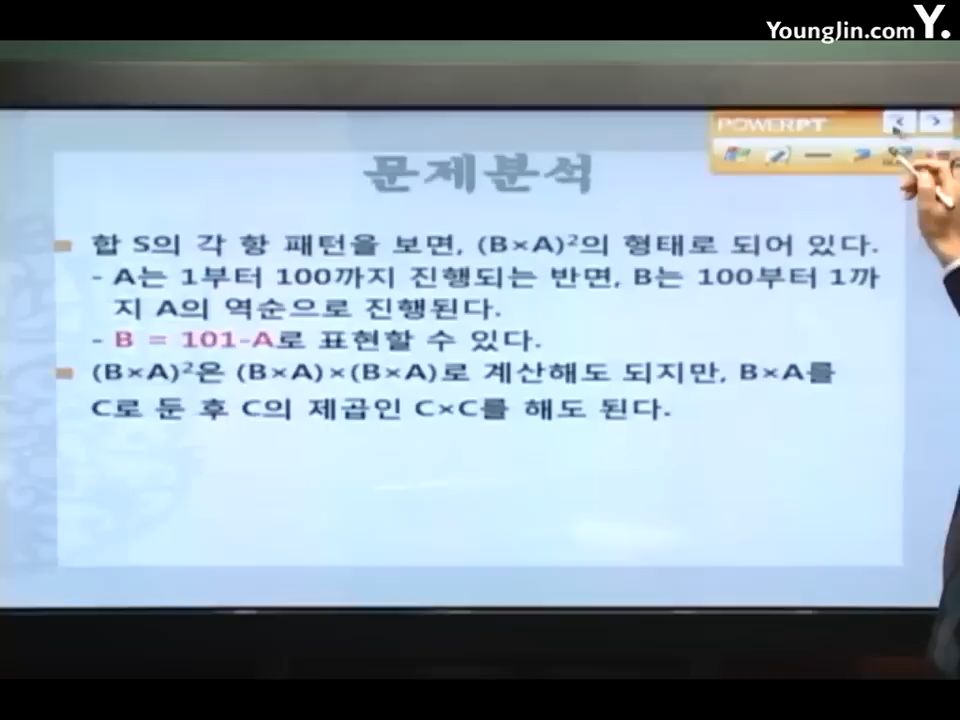 YoungJin.com Y.
POWERPT
문제분석
합 S의 각 항 패턴을 보면, (B×A)²의 형태로 되어 있다.
- A는 1부터 100까지 진행되는 반면, B는 100부터 1까
지 A의 역순으로 진행된다.
- B = 101-A로 표현할 수 있다.
(B×A)²은 (B×A)×(B×A)로 계산해도 되지만, B×A를
C로 둔 후 C의 제곱인 C×C를 해도 된다.